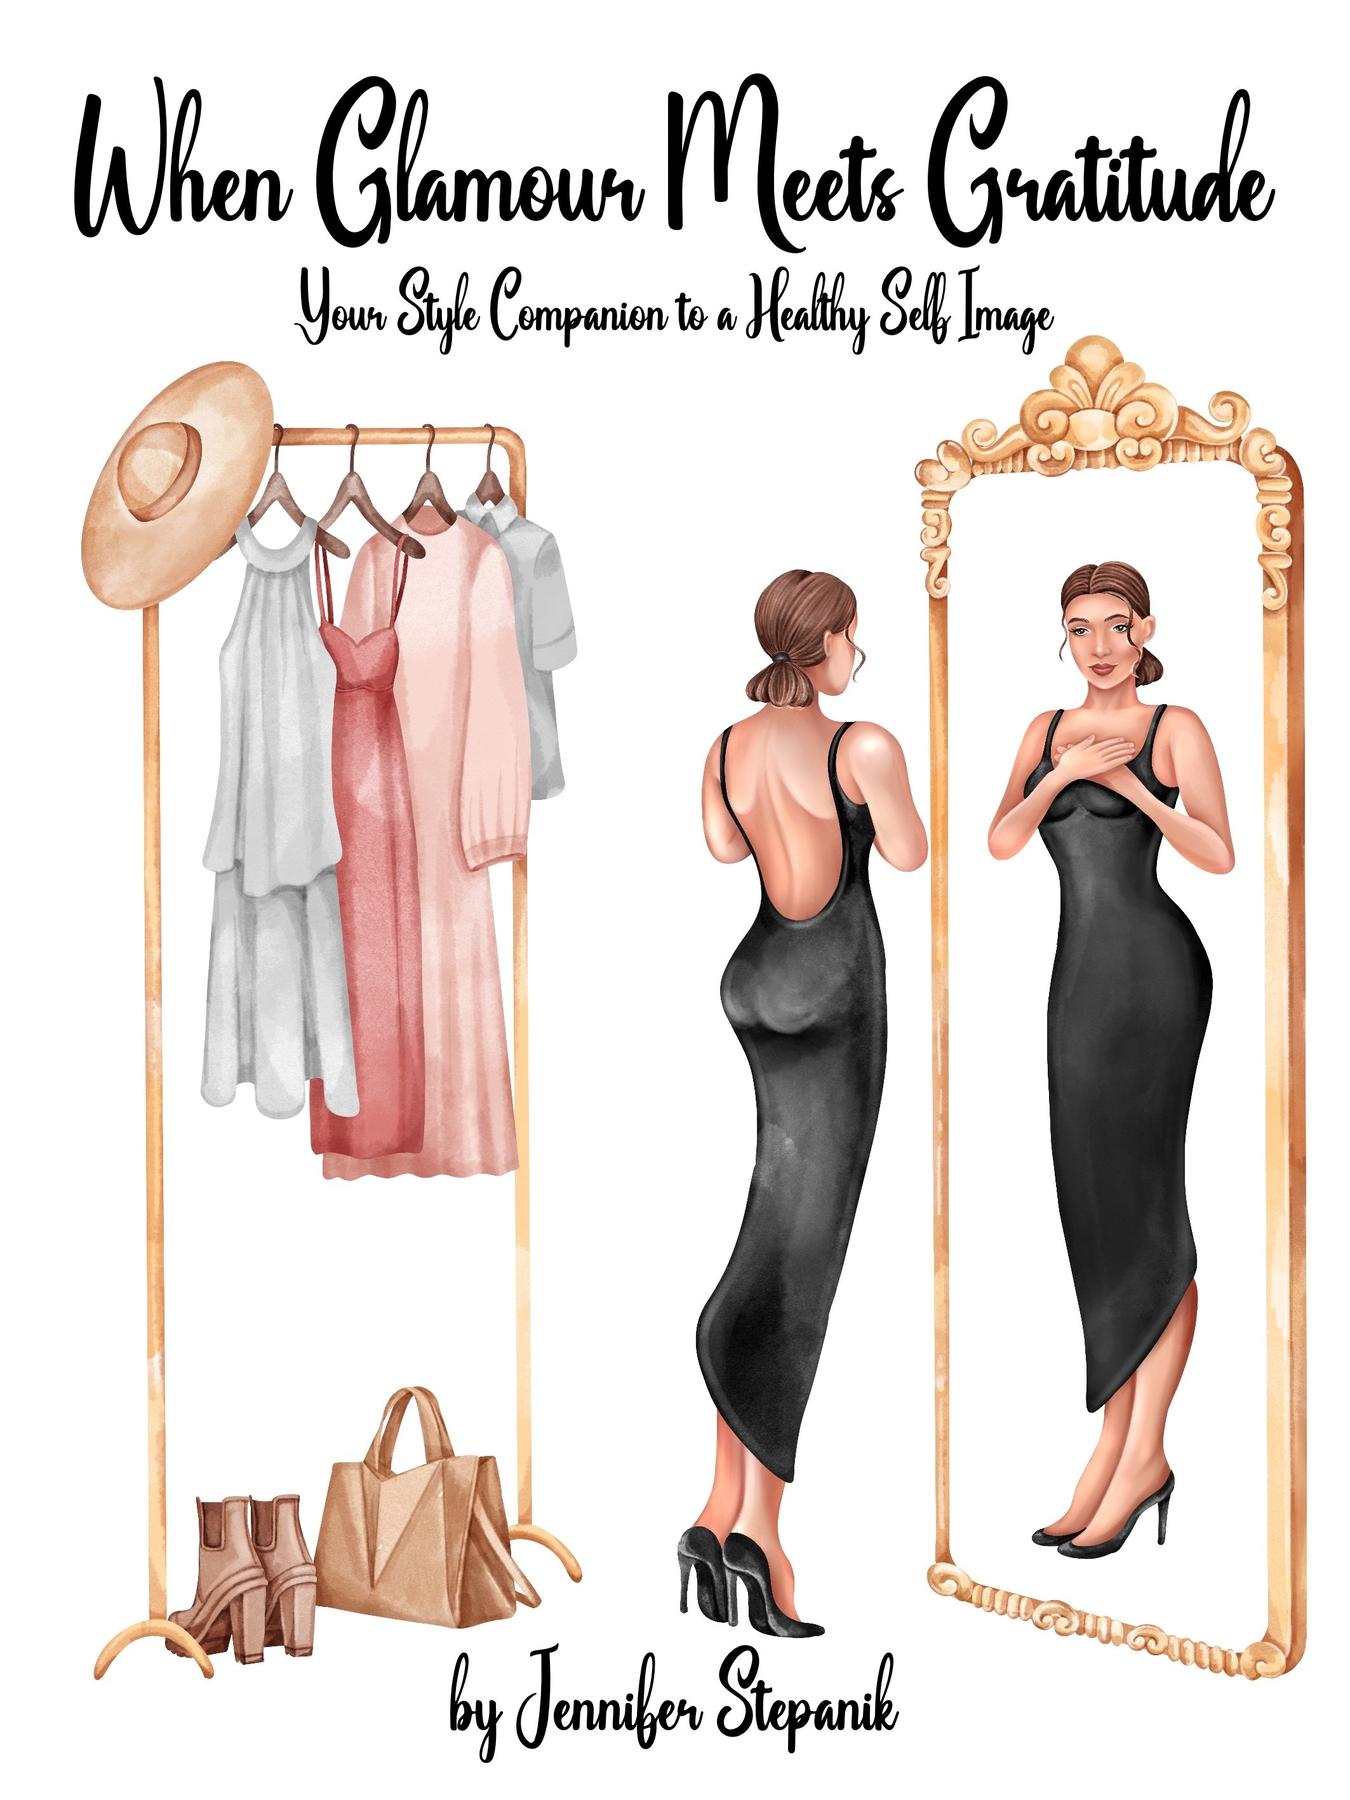 When Glamour Meets Gratitude
Your Style Companion to a Healthy Self Image
by Jennifer Stepanik